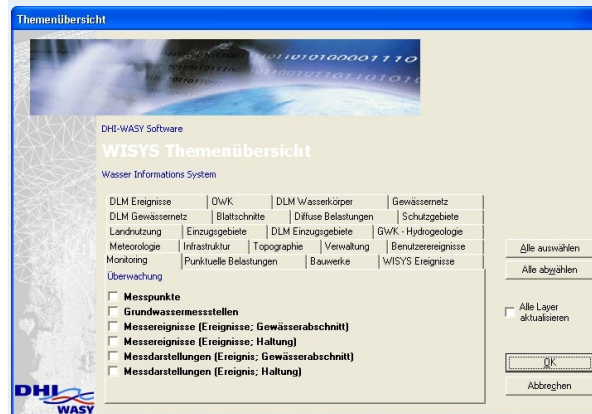 Themenübersicht
DHI-WASY Software
WISYS Themenübersicht
Wasser Informations System
DLM Ereignisse OWK DLM Wasserkörper Gewässernetz
DLM Gewässernetz Blattschnitte Diffuse Belastungen Schutzgebiete
Landnutzung Einzugsgebiete DLM Einzugsgebiete GWK - Hydrogeologie
Meteorologie Infrastruktur Topographie Verwaltung Benutzerereignisse
Monitoring Punktuelle Belastungen Bauwerke WISYS Ereignisse
Überwachung
Messpunkte
Grundwassermessstellen
Messereignisse (Ereignisse; Gewässerabschnitt)
Messereignisse (Ereignisse; Haltung)
Messdarstellungen (Ereignis; Gewässerabschnitt)
Messdarstellungen (Ereignis; Haltung)
Alle auswählen
Alle abwählen
Alle Layer
aktualisieren
OK
Abbrechen
DHI
WASY